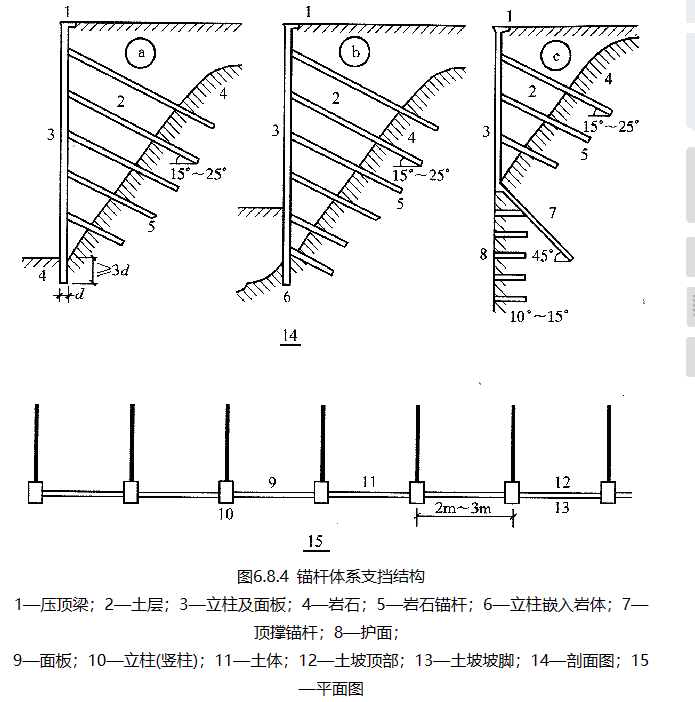 1
1
1
a
b
c
2
4
2
4
2
4
3
15°～25°
3
15°～25°
5
3
15°～25°
5
5
7
4
≥3d
8
45°
d
6
10°～15°
14
9
11
12
10
2m～3m
13
15
图6.8.4 锚杆体系支挡结构
1—压顶梁；2—土层；3—立柱及面板；4—岩石；5—岩石锚杆；6—立柱嵌入岩体；7—
顶撑锚杆；8—护面；
9—面板；10—立柱(竖柱)；11—土体；12—土坡顶部；13—土坡坡脚；14—剖面图；15
—平面图